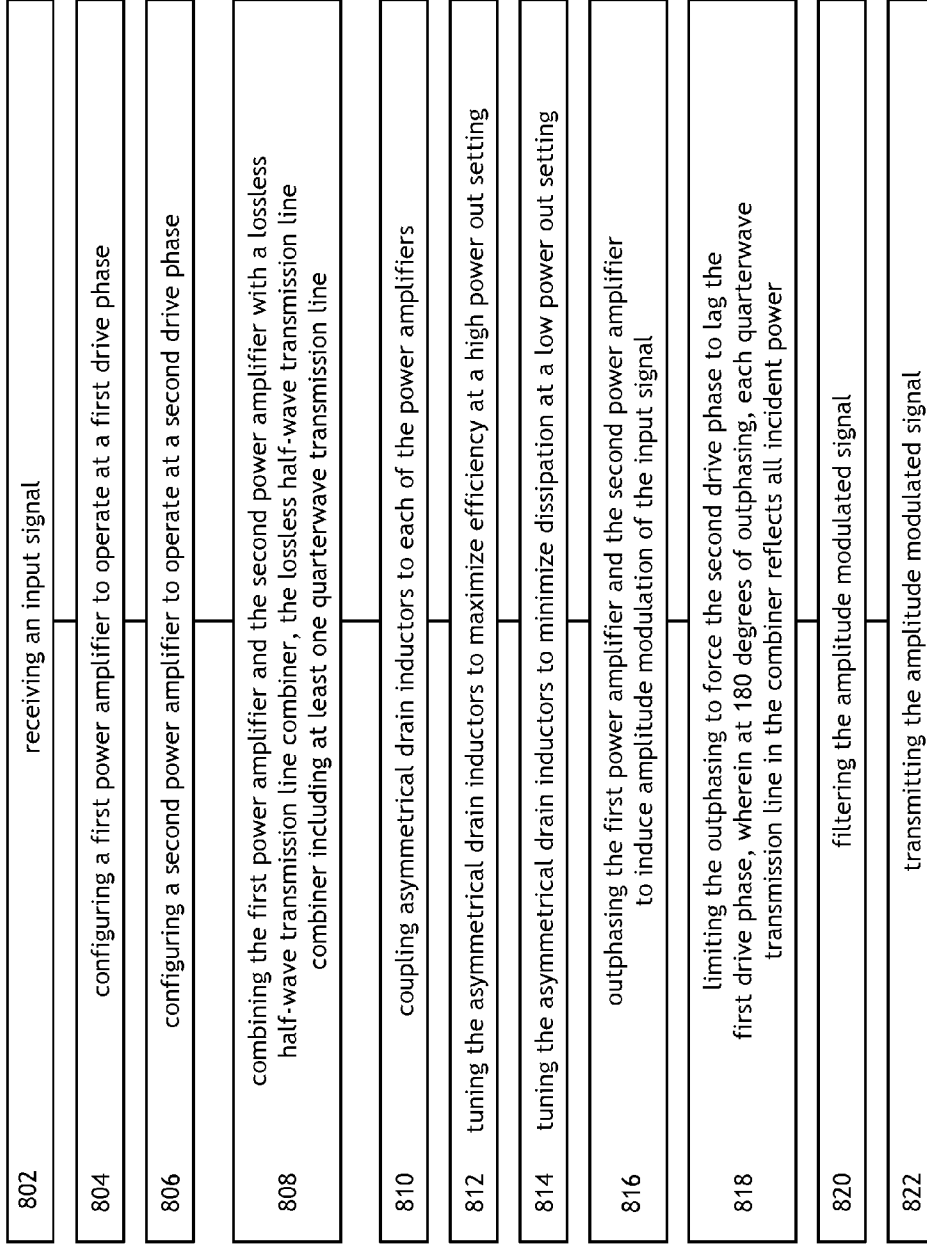 802
receiving an input signal
804
configuring a first power amplifier to operate at a first drive phase
806
configuring a second power amplifier to operate at a second drive phase
808
combining the first power amplifier and the second power amplifier with a lossless
half-wave transmission line combiner, the lossless half-wave transmission line
combiner including at least one quarterwave transmission line
810
coupling asymmetrical drain inductors to each of the power amplifiers
812
tuning the asymmetrical drain inductors to maximize efficiency at a high power out setting
814
tuning the asymmetrical drain inductors to minimize dissipation at a low power out setting
816
outphasing the first power amplifier and the second power amplifier
to induce amplitude modulation of the input signal
818
limiting the outphasing to force the second drive phase to lag the
first drive phase, wherein at 180 degrees of outphasing, each quarterwave
transmission line in the combiner reflects all incident power
820
filtering the amplitude modulated signal
822
transmitting the amplitude modulated signal